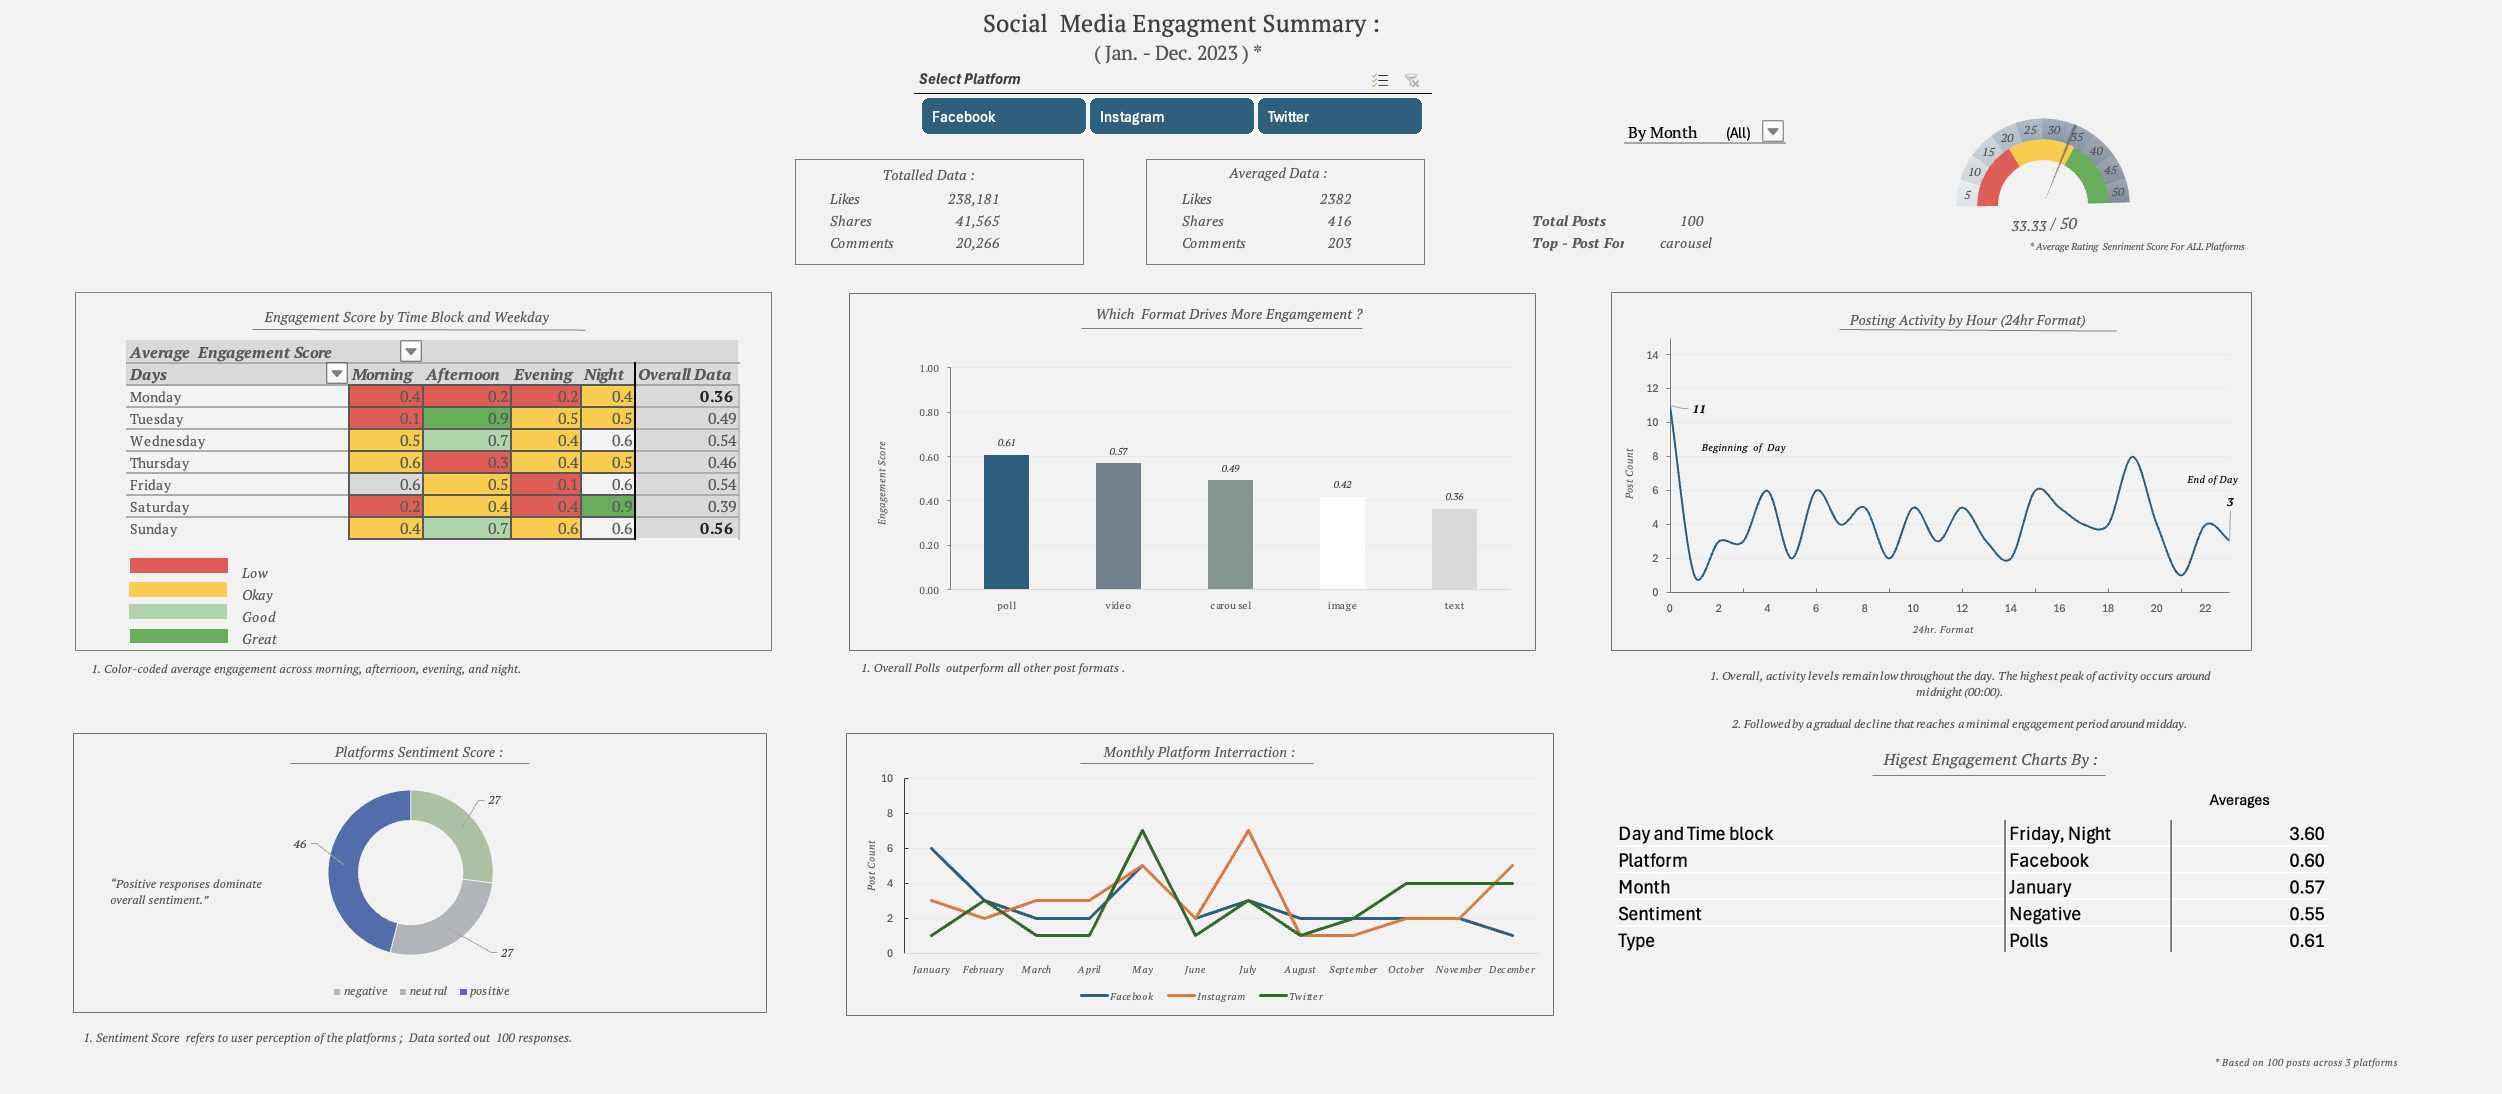 Social Media Engagment Summary :
( Jan. - Dec. 2023 ) *
Select Platform
Facebook Instagram Twitter
By Month (All)
5 10 15 20 25 30 35 40 45 50
33.33 / 50
* Average Rating Senriment Score For ALL Platforms
Totalled Data :
Likes 238,181
Shares 41,565
Comments 20,266
Averaged Data :
Likes 2382
Shares 416
Comments 203
Total Posts 100
Top - Post For carousel
Engagement Score by Time Block and Weekday
Average Engagement Score
Days Morning Afternoon Evening Night Overall Data
Monday 0.4 0.2 0.2 0.4 0.36
Tuesday 0.1 0.9 0.5 0.5 0.49
Wednesday 0.5 0.7 0.4 0.6 0.54
Thursday 0.6 0.3 0.4 0.5 0.46
Friday 0.6 0.5 0.1 0.6 0.54
Saturday 0.2 0.4 0.4 0.9 0.39
Sunday 0.4 0.7 0.6 0.6 0.56
Low
Okay
Good
Great
1. Color-coded average engagement across morning, afternoon, evening, and night.
Which Format Drives More Engamgement ?
Engagement Score
1.00
0.80
0.60
0.40
0.20
0.00
0.61
0.57
0.49
0.42
0.36
poll video carousel image text
1. Overall Polls outperform all other post formats .
Posting Activity by Hour (24hr Format)
Post Count
14
12
10
8
6
4
2
0
11
Beginning of Day
End of Day
3
0 2 4 6 8 10 12 14 16 18 20 22
24hr. Format
1. Overall, activity levels remain low throughout the day. The highest peak of activity occurs around
midnight (00:00).
2. Followed by a gradual decline that reaches a minimal engagement period around midday.
Platforms Sentiment Score :
27
46
27
"Positive responses dominate
overall sentiment."
negative neutral positive
1. Sentiment Score refers to user perception of the platforms ; Data sorted out 100 responses.
Monthly Platform Interraction :
Post Count
10
8
6
4
2
0
January February March April May June July August September October November December
Facebook Instagram Twitter
Higest Engagement Charts By :
Averages
Day and Time block Friday, Night 3.60
Platform Facebook 0.60
Month January 0.57
Sentiment Negative 0.55
Type Polls 0.61
* Based on 100 posts across 3 platforms